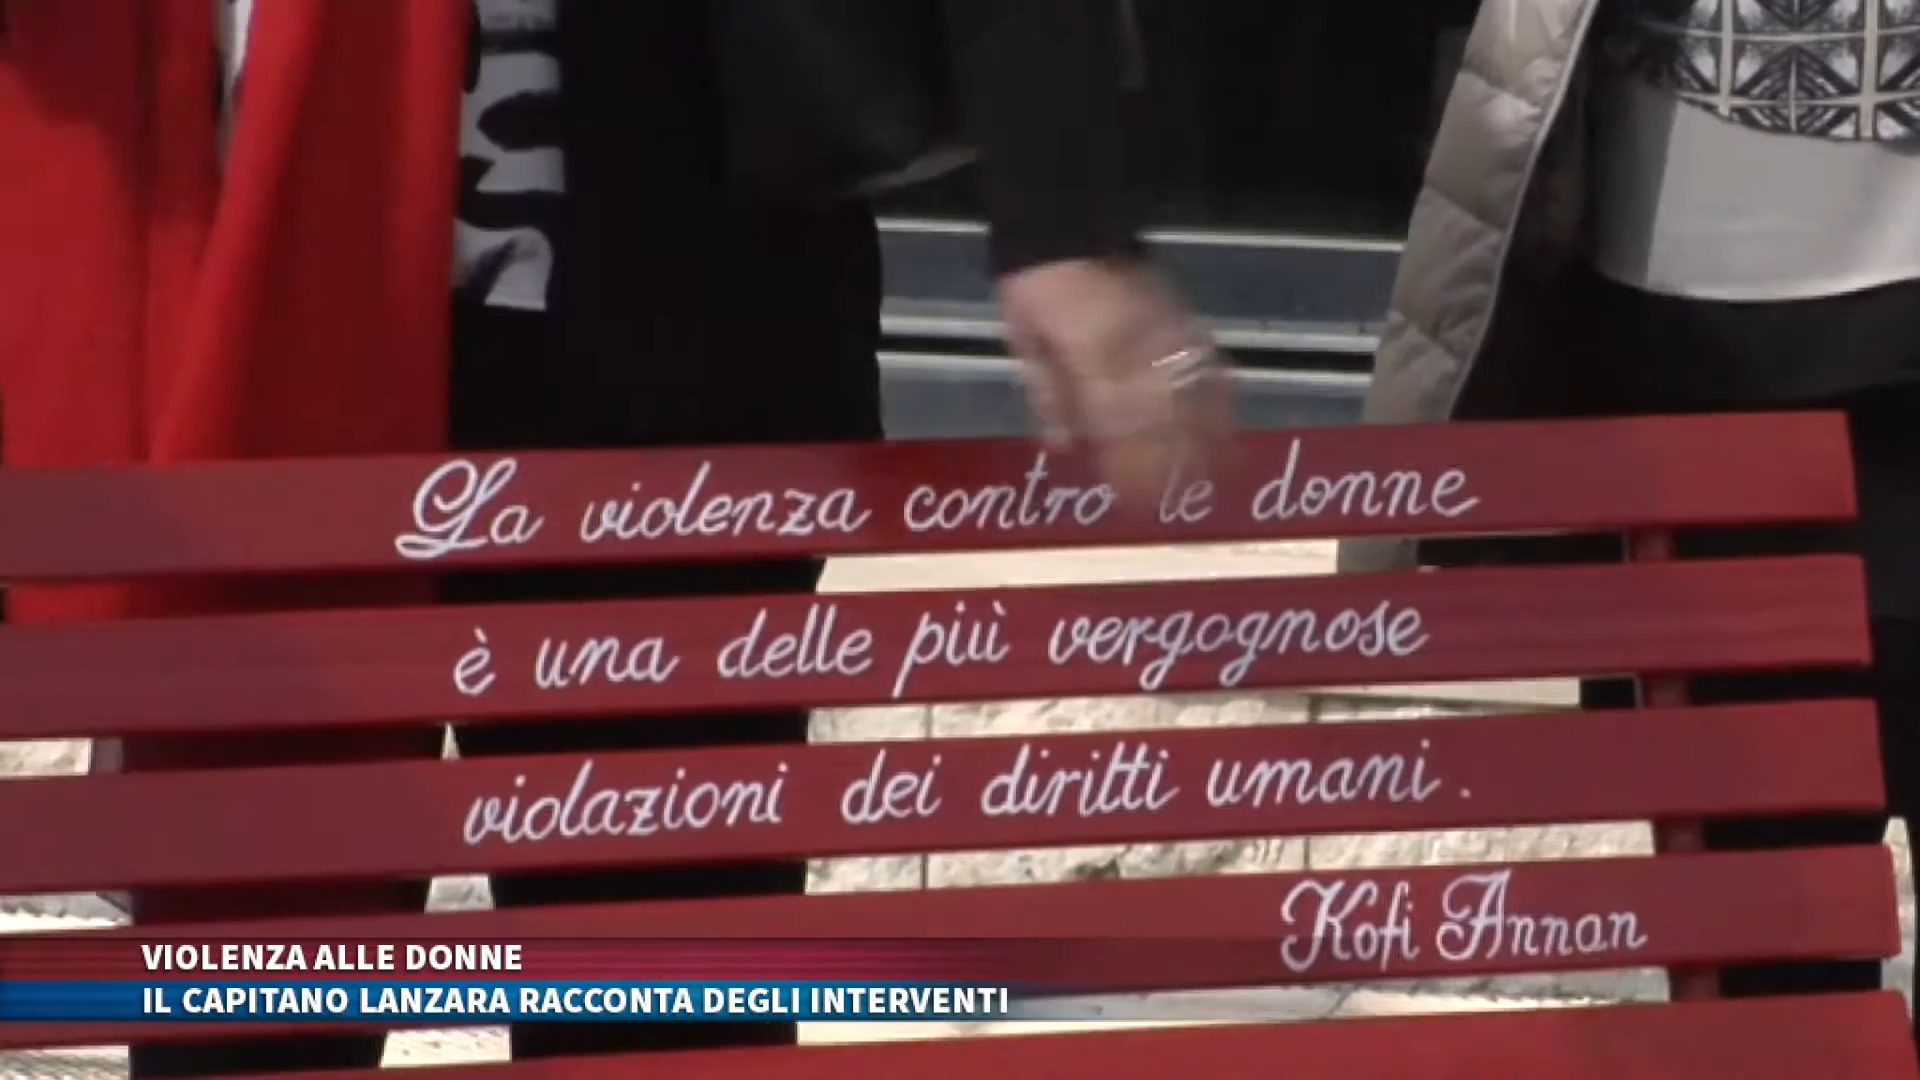 La violenza contro le donne
è una delle più vergognose
violazioni dei diritti umani.
Kofi Annan
VIOLENZA ALLE DONNE
IL CAPITANO LANZARA RACCONTA DEGLI INTERVENTI